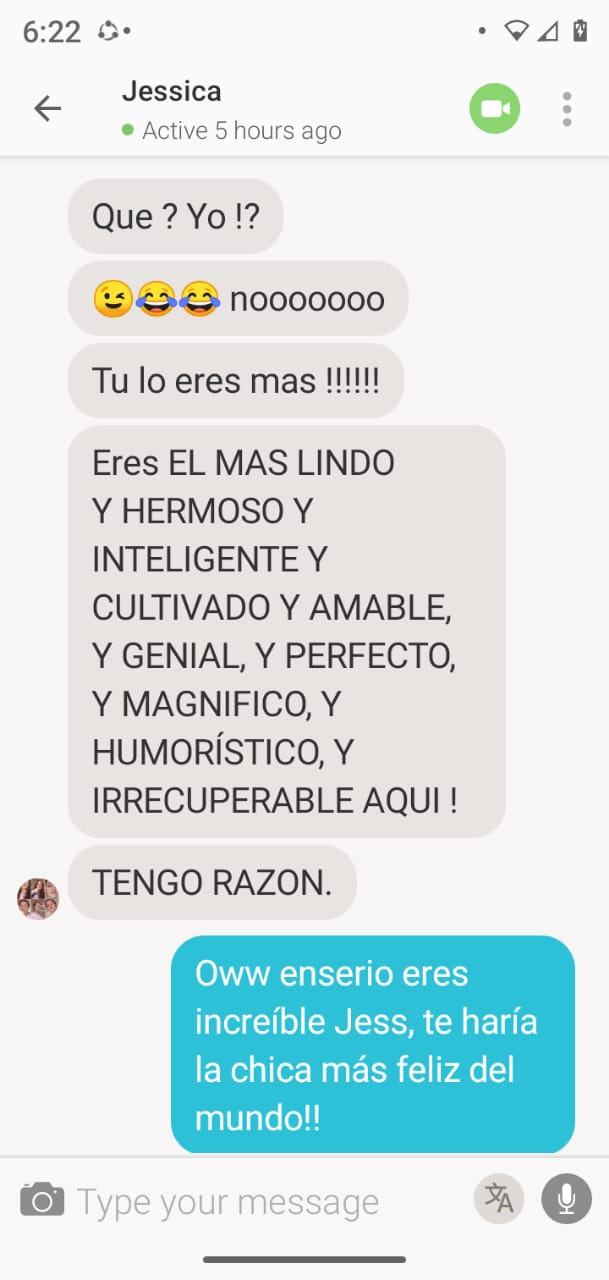 6:22
Jessica
Active 5 hours ago
Que ? Yo !?
😉😂😂 nooooooo
Tu lo eres mas !!!!!!
Eres EL MAS LINDO
Y HERMOSO Y
INTELIGENTE Y
CULTIVADO Y AMABLE,
Y GENIAL, Y PERFECTO,
Y MAGNIFICO, Y
HUMORÍSTICO, Y
IRRECUPERABLE AQUI !
TENGO RAZON.
Oww enserio eres
increíble Jess, te haría
la chica más feliz del
mundo!!
Type your message